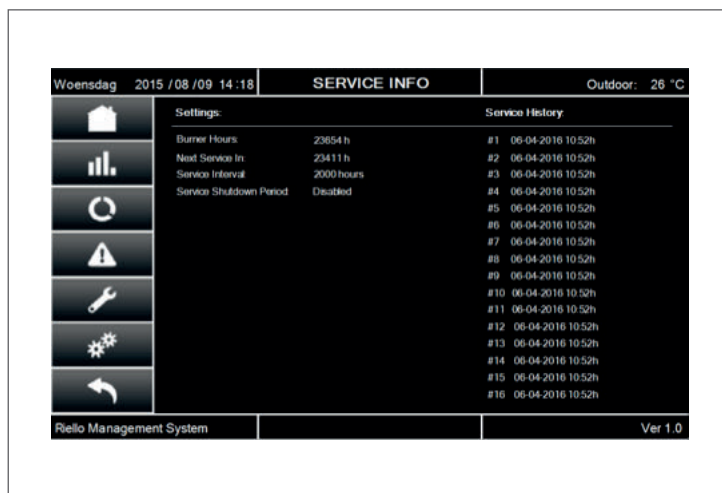 Woensdag 2015 / 08 / 09 14:18 SERVICE INFO Outdoor: 26 °C
Settings:
Burner Hours: 23654 h
Next Service In: 23411 h
Service Interval: 2000 hours
Service Shutdown Period: Disabled
Service History:
#1 06-04-2016 10:52h
#2 06-04-2016 10:52h
#3 06-04-2016 10:52h
#4 06-04-2016 10:52h
#5 06-04-2016 10:52h
#6 06-04-2016 10:52h
#7 06-04-2016 10:52h
#8 06-04-2016 10:52h
#9 06-04-2016 10:52h
#10 06-04-2016 10:52h
#11 06-04-2016 10:52h
#12 06-04-2016 10:52h
#13 06-04-2016 10:52h
#14 06-04-2016 10:52h
#15 06-04-2016 10:52h
#16 06-04-2016 10:52h
Riello Management System Ver 1.0